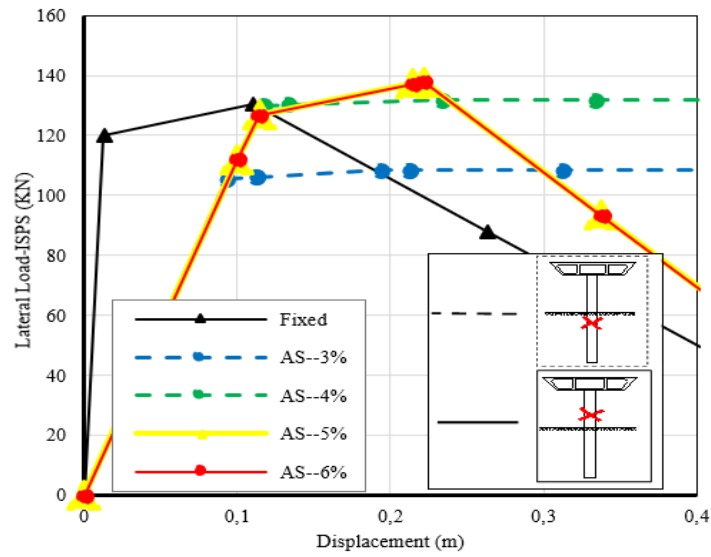 160
140
120
100
80
60
40
20
0
Lateral Load-ISPS (KN)
Fixed
AS--3%
AS--4%
AS--5%
AS--6%
0
0,1
0,2
0,3
0,4
Displacement (m)